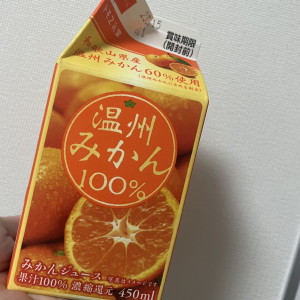 賞味期限
(開封前)
山県産
温州みかん60%使用
温州
みかん
100%
みかんジュース
果汁100% 濃縮還元 450ml